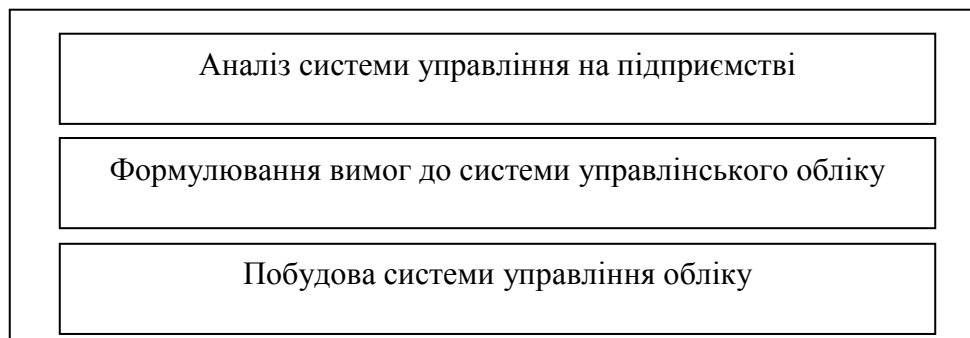 Аналіз системи управління на підприємстві
Формулювання вимог до системи управлінського обліку
Побудова системи управління обліку